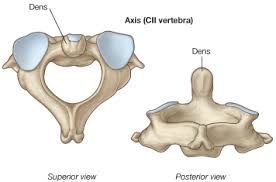 Dens
Axis (CII vertebra)
Dens
Superior view
Posterior view